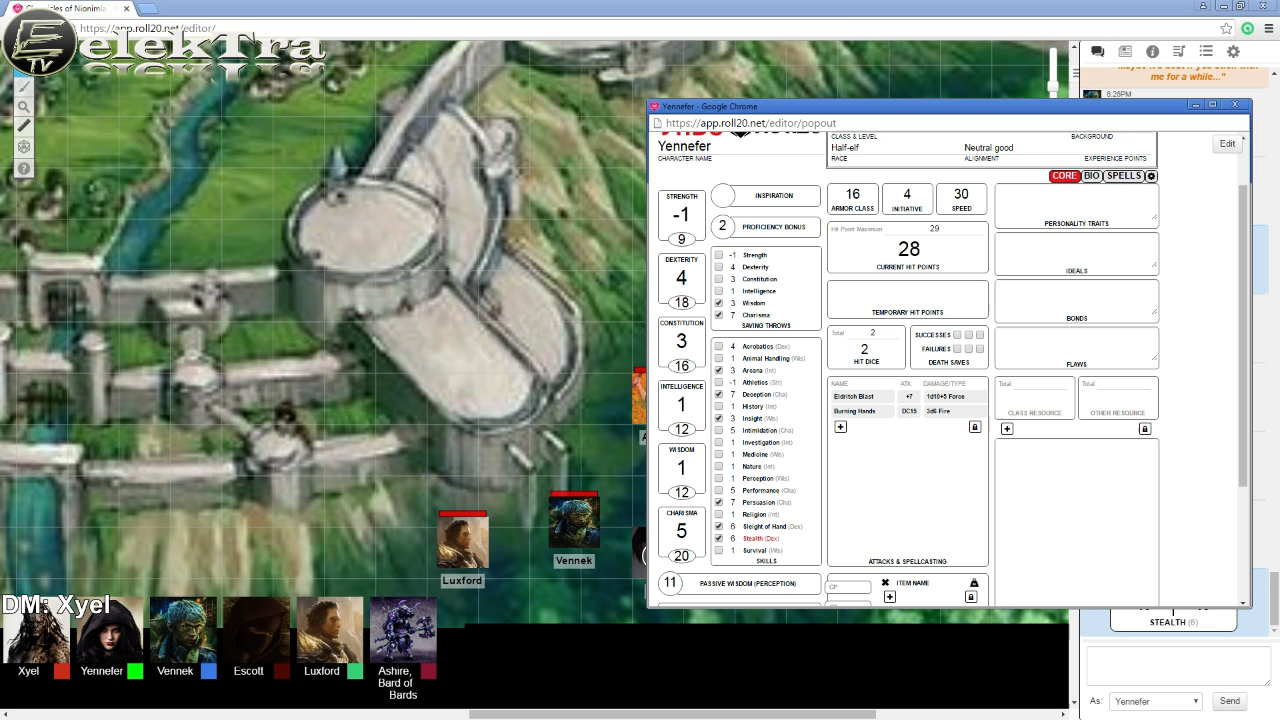 Chronicles of Nionimla
https://app.roll20.net/editor/
elekTra
TV
me for a while..."
8:28PM
Yennefer - Google Chrome
https://app.roll20.net/editor/popout
Yennefer
CHARACTER NAME
CLASS & LEVEL
BACKGROUND
Half-elf
Neutral good
RACE
ALIGNMENT
EXPERIENCE POINTS
Edit
CORE
BIO
SPELLS
STRENGTH
-1
9
DEXTERITY
4
18
CONSTITUTION
3
16
INTELLIGENCE
1
12
WISDOM
1
12
CHARISMA
5
20
INSPIRATION
2
PROFICIENCY BONUS
-1 Strength
4 Dexterity
3 Constitution
1 Intelligence
3 Wisdom
7 Charisma
SAVING THROWS
4 Acrobatics (Dex)
1 Animal Handling (Wis)
3 Arcana (Int)
-1 Athletics (Str)
7 Deception (Cha)
1 History (Int)
3 Insight (Wis)
5 Intimidation (Cha)
1 Investigation (Int)
1 Medicine (Wis)
1 Nature (Int)
1 Perception (Wis)
5 Performance (Cha)
7 Persuasion (Cha)
1 Religion (Int)
6 Sleight of Hand (Dex)
6 Stealth (Dex)
1 Survival (Wis)
SKILLS
11
PASSIVE WISDOM (PERCEPTION)
16
ARMOR CLASS
4
INITIATIVE
30
SPEED
Hit Point Maximum 29
28
CURRENT HIT POINTS
TEMPORARY HIT POINTS
Total 2
2
HIT DICE
SUCCESSES
FAILURES
DEATH SAVES
NAME ATK DAMAGE/TYPE
Eldritch Blast +7 1d10+5 Force
Burning Hands DC15 3d6 Fire
ATTACKS & SPELLCASTING
CP
ITEM NAME
PERSONALITY TRAITS
IDEALS
BONDS
FLAWS
Total
CLASS RESOURCE
Total
OTHER RESOURCE
Luxford
Vennek
DM: Xyel
Xyel
Yennefer
Vennek
Escott
Luxford
Ashire,
Bard of
Bards
STEALTH (6)
As:
Yennefer
Send